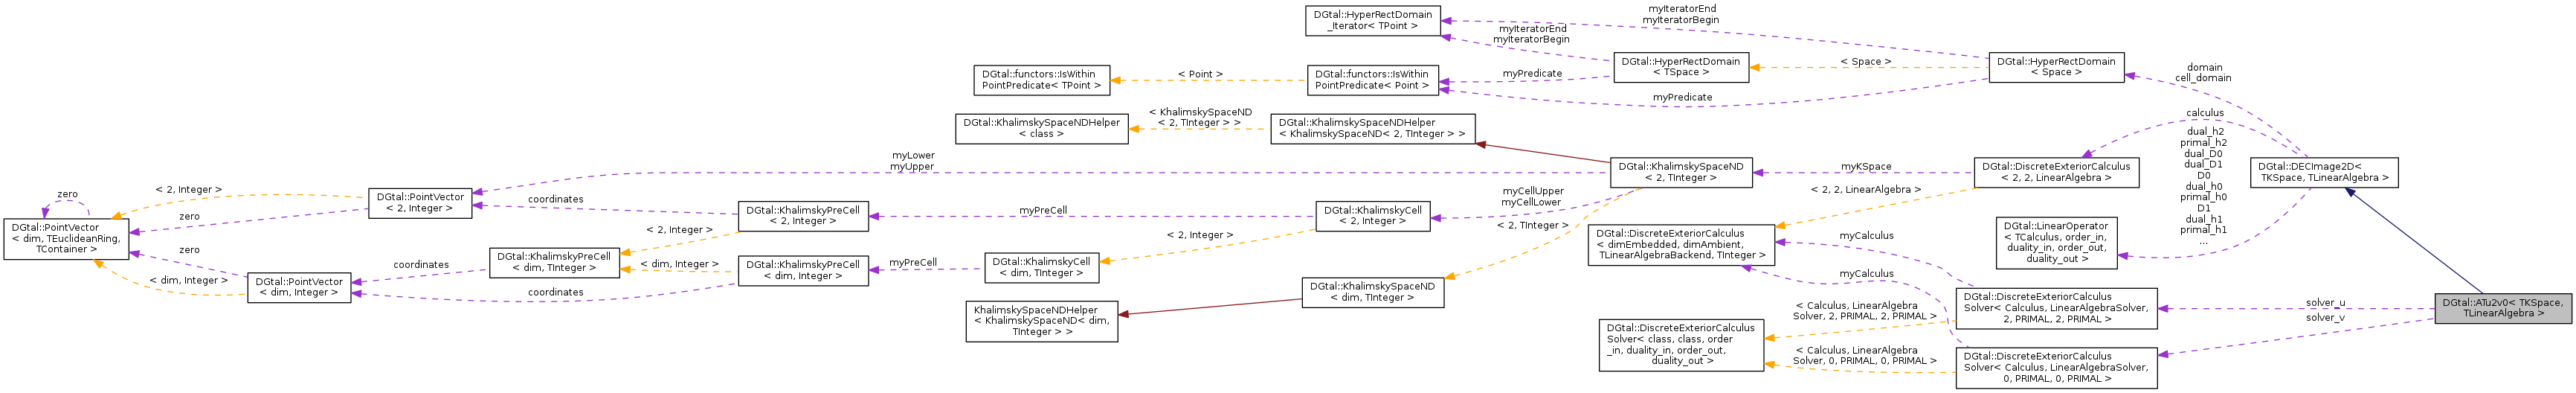 DGtal::HyperRectDomain
_Iterator< TPoint >
myIteratorEnd
myIteratorBegin
myIteratorEnd
myIteratorBegin
DGtal::functors::IsWithin
PointPredicate< TPoint >
< Point >
DGtal::functors::IsWithin
PointPredicate< Point >
myPredicate
DGtal::HyperRectDomain
< TSpace >
< Space >
DGtal::HyperRectDomain
< Space >
myPredicate
domain
cell_domain
DGtal::KhalimskySpaceNDHelper
< class >
< KhalimskySpaceND
< 2, TInteger > >
DGtal::KhalimskySpaceNDHelper
< KhalimskySpaceND< 2, TInteger > >
calculus
myLower
myUpper
DGtal::KhalimskySpaceND
< 2, TInteger >
myKSpace
DGtal::DiscreteExteriorCalculus
< 2, 2, LinearAlgebra >
dual_h2
primal_h2
dual_D0
dual_D1
D0
dual_h0
primal_h0
D1
dual_h1
primal_h1
...
DGtal::DECImage2D<
TKSpace, TLinearAlgebra >
zero
< 2, Integer >
zero
DGtal::PointVector
< 2, Integer >
coordinates
DGtal::KhalimskyPreCell
< 2, Integer >
myPreCell
DGtal::KhalimskyCell
< 2, Integer >
myCellUpper
myCellLower
< 2, 2, LinearAlgebra >
DGtal::PointVector
< dim, TEuclideanRing,
TContainer >
zero
< dim, Integer >
DGtal::PointVector
< dim, Integer >
coordinates
coordinates
DGtal::KhalimskyPreCell
< dim, TInteger >
< 2, Integer >
< dim, Integer >
DGtal::KhalimskyPreCell
< dim, Integer >
myPreCell
DGtal::KhalimskyCell
< dim, TInteger >
< 2, Integer >
< 2, TInteger >
DGtal::DiscreteExteriorCalculus
< dimEmbedded, dimAmbient,
TLinearAlgebraBackend, TInteger >
myCalculus
myCalculus
DGtal::LinearOperator
< TCalculus, order_in,
duality_in, order_out,
duality_out >
KhalimskySpaceNDHelper
< KhalimskySpaceND< dim,
TInteger > >
DGtal::KhalimskySpaceND
< dim, TInteger >
DGtal::DiscreteExteriorCalculus
Solver< class, class, order
_in, duality_in, order_out,
duality_out >
< Calculus, LinearAlgebra
Solver, 2, PRIMAL, 2, PRIMAL >
< Calculus, LinearAlgebra
Solver, 0, PRIMAL, 0, PRIMAL >
DGtal::DiscreteExteriorCalculus
Solver< Calculus, LinearAlgebraSolver,
2, PRIMAL, 2, PRIMAL >
DGtal::DiscreteExteriorCalculus
Solver< Calculus, LinearAlgebraSolver,
0, PRIMAL, 0, PRIMAL >
solver_u
solver_v
DGtal::ATu2v0< TKSpace,
TLinearAlgebra >